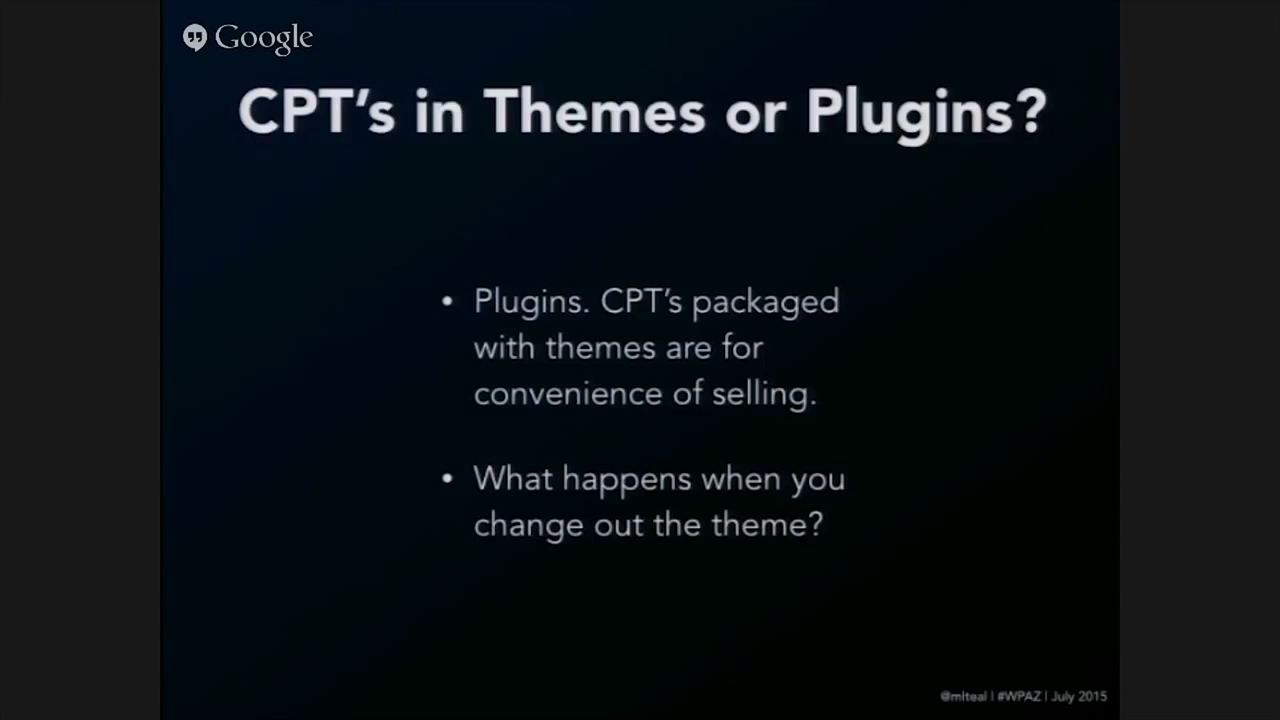 Google
CPT's in Themes or Plugins?
• Plugins. CPT's packaged
with themes are for
convenience of selling.
• What happens when you
change out the theme?
@mlteal | #WPAZ | July 2015